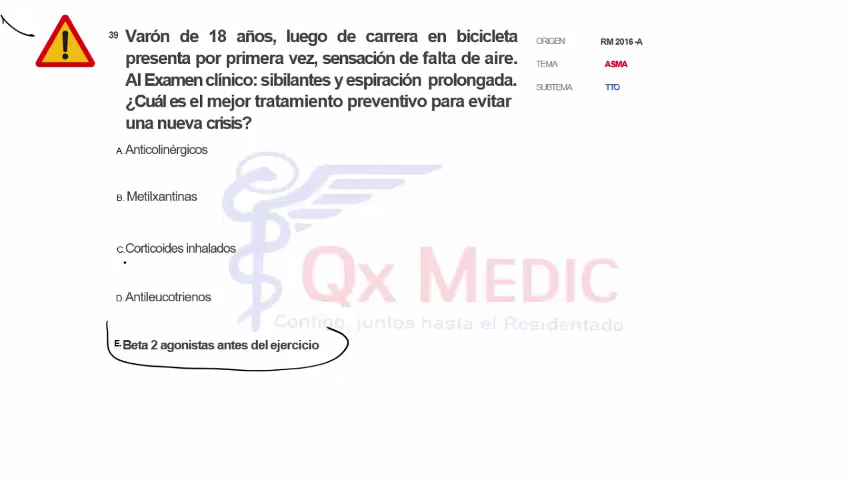 39 Varón de 18 años, luego de carrera en bicicleta
presenta por primera vez, sensación de falta de aire.
Al Examen clínico: sibilantes y espiración prolongada.
¿Cuál es el mejor tratamiento preventivo para evitar
una nueva crisis?
ORIGEN RM 2016 -A
TEMA ASMA
SUBTEMA TTO
A. Anticolinérgicos
B. Metilxantinas
C. Corticoides inhalados
D. Antileucotrienos
E. Beta 2 agonistas antes del ejercicio
Qx MEDIC
Contigo, juntos hasta el Residentado